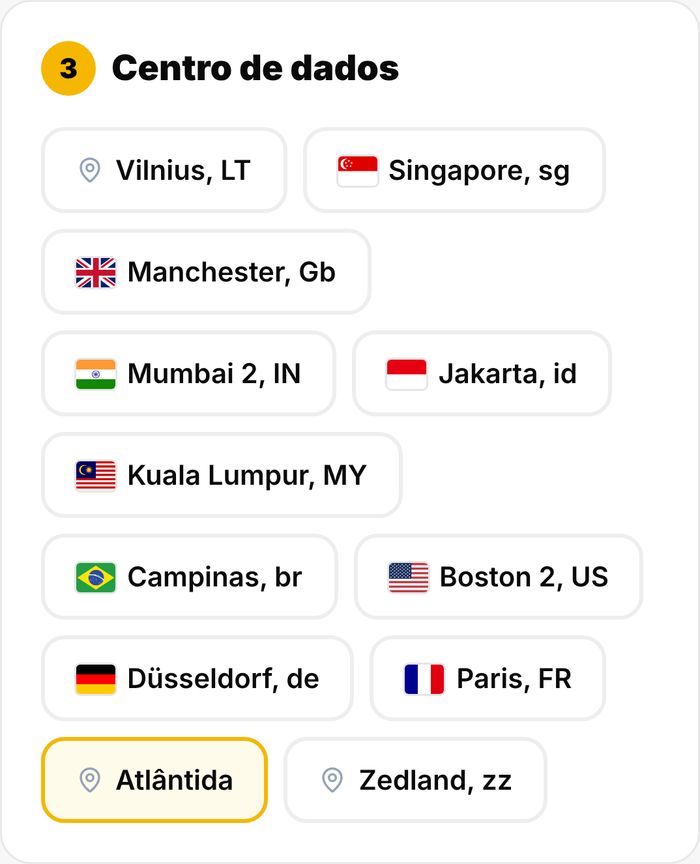 3 Centro de dados
Vilnius, LT
Singapore, sg
Manchester, Gb
Mumbai 2, IN
Jakarta, id
Kuala Lumpur, MY
Campinas, br
Boston 2, US
Düsseldorf, de
Paris, FR
Atlântida
Zedland, zz